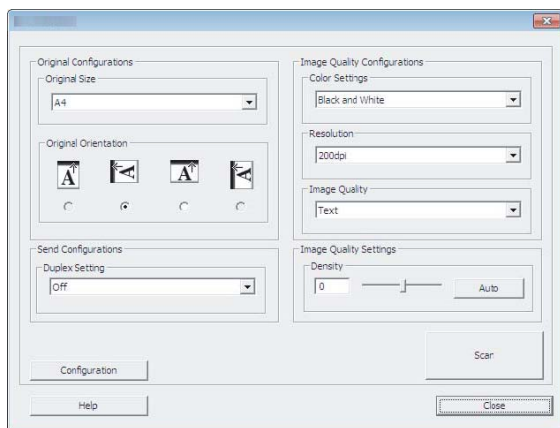 Original Configurations
Original Size
A4
Original Orientation
A A A A
Send Configurations
Duplex Setting
Off
Image Quality Configurations
Color Settings
Black and White
Resolution
200dpi
Image Quality
Text
Image Quality Settings
Density
0
Auto
Scan
Configuration
Help
Close